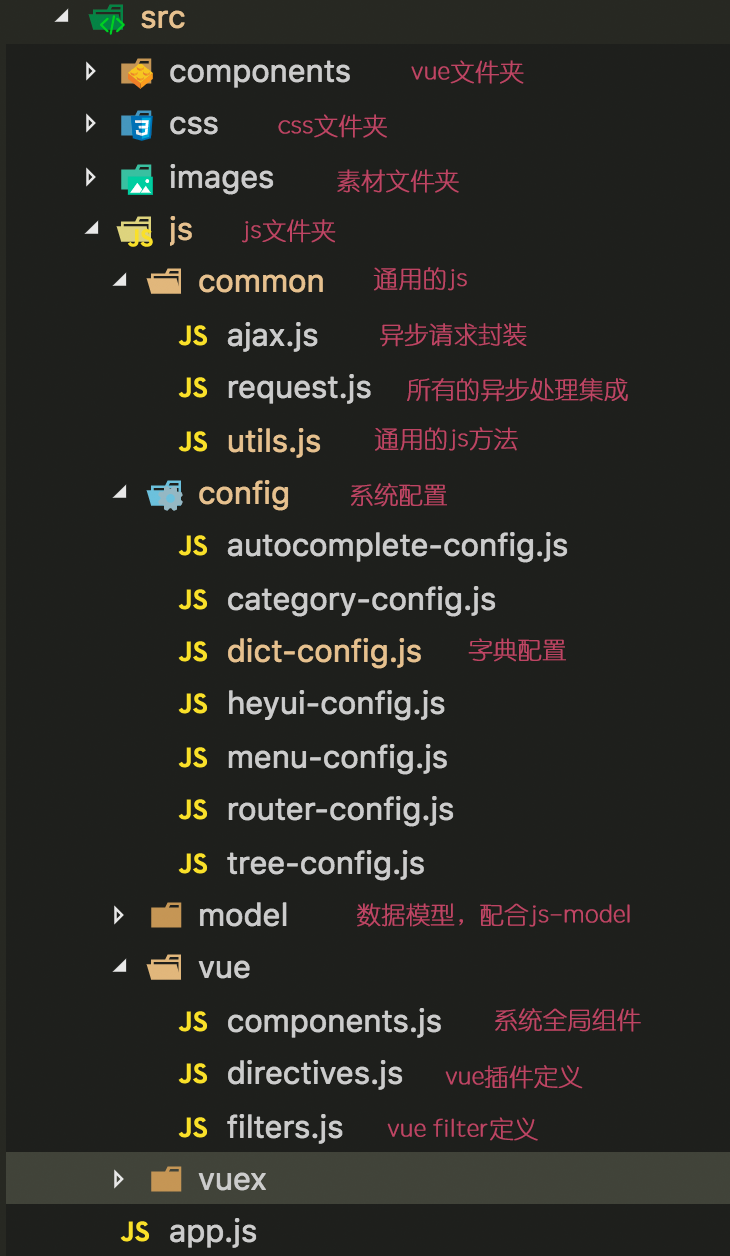 src
components vue文件夹
css css文件夹
images 素材文件夹
JS js js文件夹
common 通用的js
JS ajax.js 异步请求封装
JS request.js 所有的异步处理集成
JS utils.js 通用的js方法
config 系统配置
JS autocomplete-config.js
JS category-config.js
JS dict-config.js 字典配置
JS heyui-config.js
JS menu-config.js
JS router-config.js
JS tree-config.js
model 数据模型，配合js-model
vue
JS components.js 系统全局组件
JS directives.js vue插件定义
JS filters.js vue filter定义
vuex
JS app.js